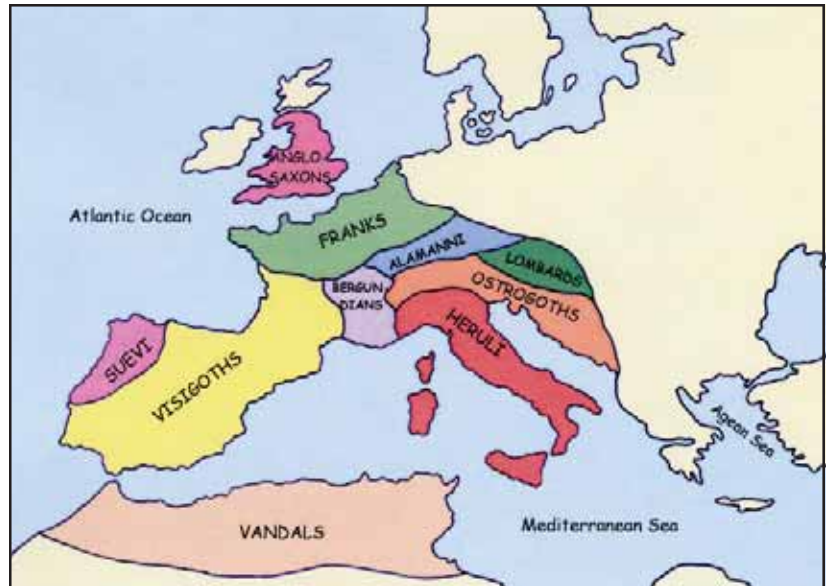 ANGLO-
SAXONS
Atlantic Ocean
FRANKS
ALAMANNI
LOMBARDS
BERGUN
DIANS
OSTROGOTHS
HERULI
SUEVI
VISIGOTHS
Agean Sea
VANDALS
Mediterranean Sea